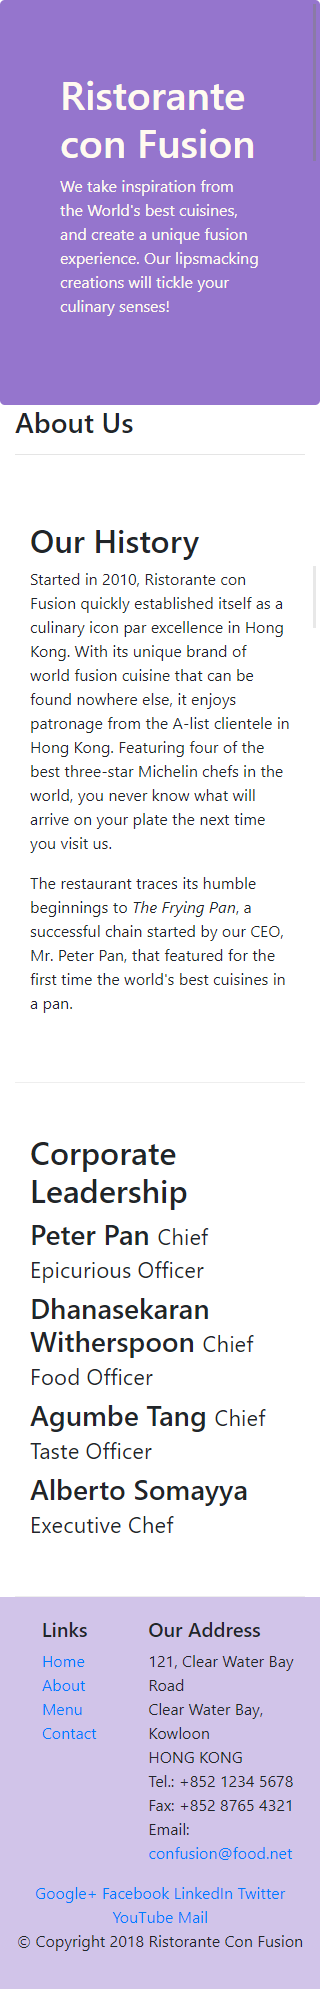 Ristorante
con Fusion
We take inspiration from
the World's best cuisines,
and create a unique fusion
experience. Our lipsmacking
creations will tickle your
culinary senses!
About Us
Our History
Started in 2010, Ristorante con
Fusion quickly established itself as a
culinary icon par excellence in Hong
Kong. With its unique brand of
world fusion cuisine that can be
found nowhere else, it enjoys
patronage from the A-list clientele in
Hong Kong. Featuring four of the
best three-star Michelin chefs in the
world, you never know what will
arrive on your plate the next time
you visit us.
The restaurant traces its humble
beginnings to The Frying Pan, a
successful chain started by our CEO,
Mr. Peter Pan, that featured for the
first time the world's best cuisines in
a pan.
Corporate
Leadership
Peter Pan Chief
Epicurious Officer
Dhanasekaran
Witherspoon Chief
Food Officer
Agumbe Tang Chief
Taste Officer
Alberto Somayya
Executive Chef
Links
Home
About
Menu
Contact
Our Address
121, Clear Water Bay
Road
Clear Water Bay,
Kowloon
HONG KONG
Tel.: +852 1234 5678
Fax: +852 8765 4321
Email:
confusion@food.net
Google+ Facebook LinkedIn Twitter
YouTube Mail
© Copyright 2018 Ristorante Con Fusion